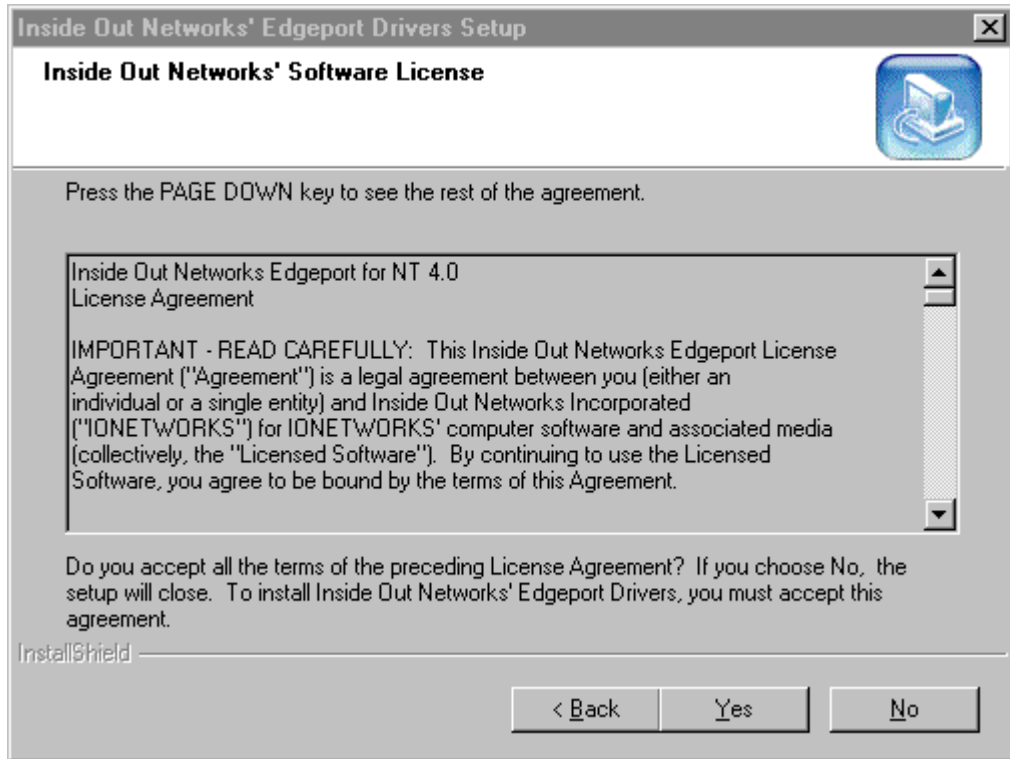 Inside Out Networks' Edgeport Drivers Setup
Inside Out Networks' Software License
Press the PAGE DOWN key to see the rest of the agreement.
Inside Out Networks Edgeport for NT 4.0
License Agreement
IMPORTANT - READ CAREFULLY:  This Inside Out Networks Edgeport License
Agreement ("Agreement") is a legal agreement between you (either an
individual or a single entity) and Inside Out Networks Incorporated
("IONETWORKS") for IONETWORKS' computer software and associated media
(collectively, the "Licensed Software").  By continuing to use the Licensed
Software, you agree to be bound by the terms of this Agreement.
Do you accept all the terms of the preceding License Agreement?  If you choose No,  the
setup will close.  To install Inside Out Networks' Edgeport Drivers, you must accept this
agreement.
InstallShield
< Back
Yes
No